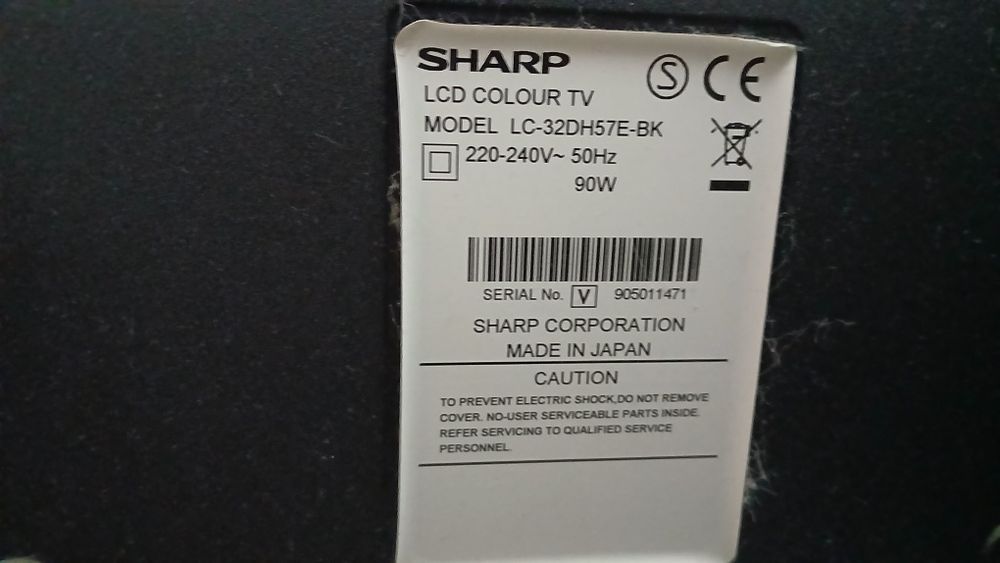 SHARP
LCD COLOUR TV
MODEL LC-32DH57E-BK
220-240V~ 50Hz
90W
S CE
SERIAL No. V 905011471
SHARP CORPORATION
MADE IN JAPAN
CAUTION
TO PREVENT ELECTRIC SHOCK,DO NOT REMOVE
COVER. NO-USER SERVICEABLE PARTS INSIDE.
REFER SERVICING TO QUALIFIED SERVICE
PERSONNEL.